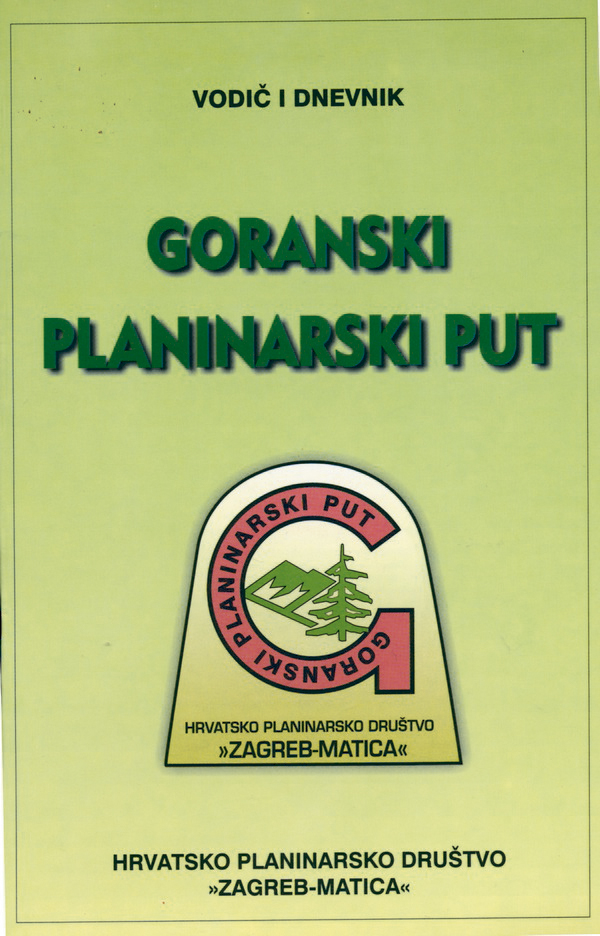 VODIČ I DNEVNIK
GORANSKI
PLANINARSKI PUT
GORANSKI PLANINARSKI PUT
HRVATSKO PLANINARSKO DRUŠTVO
»ZAGREB-MATICA«
HRVATSKO PLANINARSKO DRUŠTVO
»ZAGREB-MATICA«